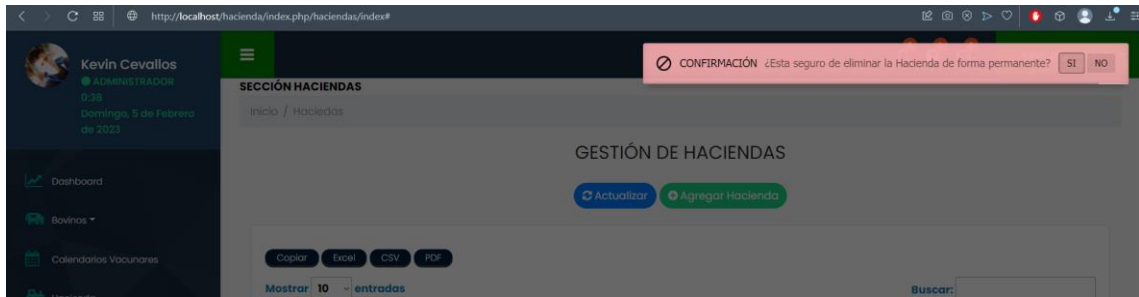 http://localhost/hacienda/index.php/haciendas/index#
Kevin Cevallos
ADMINISTRADOR
0:38
Domingo, 5 de Febrero
de 2023
CONFIRMACIÓN ¿Esta seguro de eliminar la Hacienda de forma permanente? SI NO
SECCIÓN HACIENDAS
Inicio / Haciedas
GESTIÓN DE HACIENDAS
Actualizar Agregar Hacienda
Dashboard
Bovinos
Calendarios Vacunares
Copiar Excel CSV PDF
Mostrar 10 entradas
Buscar:
Hacienda